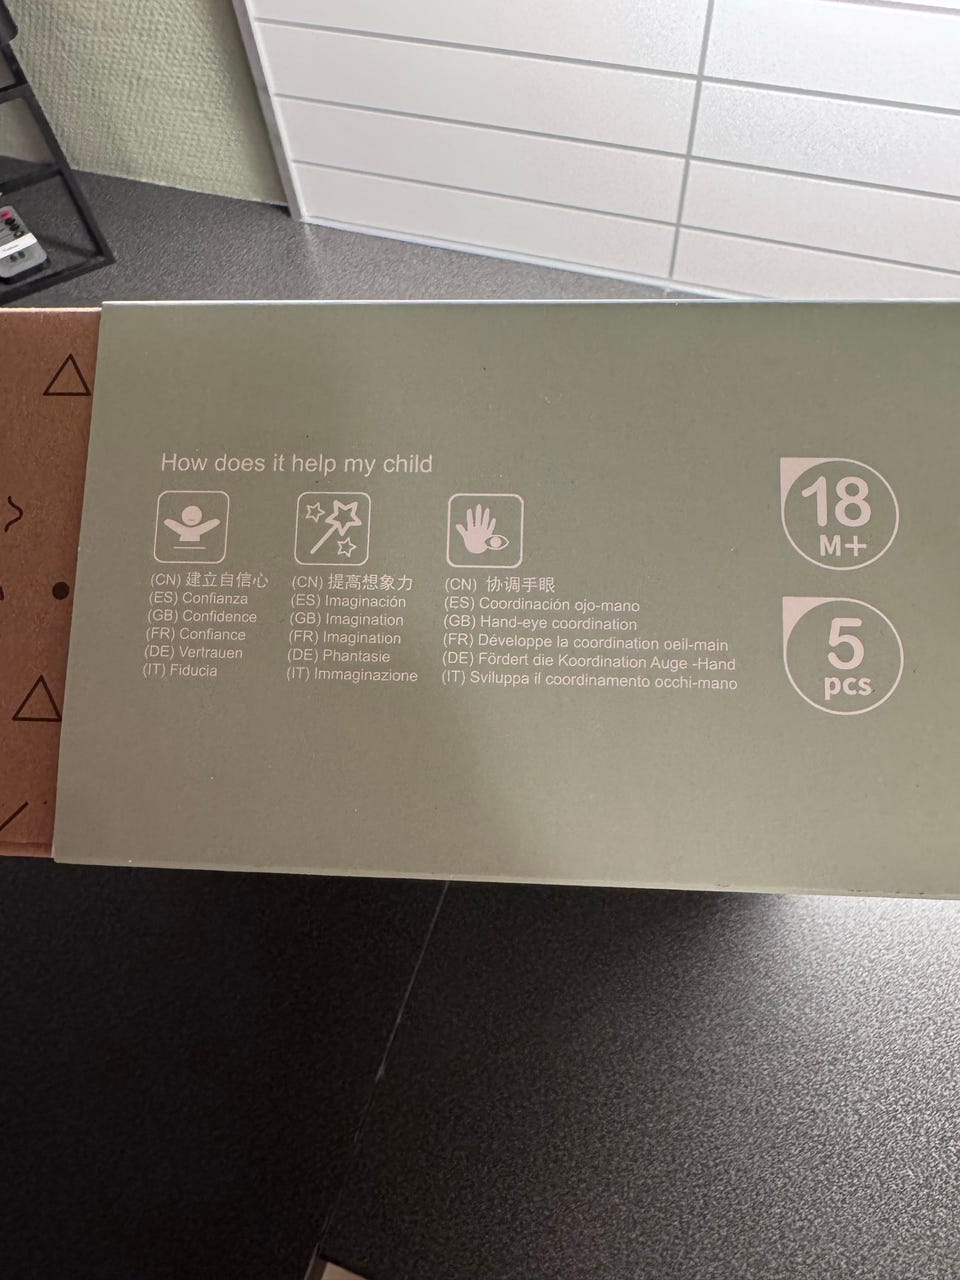 How does it help my child
(CN) 建立自信心
(ES) Confianza
(GB) Confidence
(FR) Confiance
(DE) Vertrauen
(IT) Fiducia
(CN) 提高想象力
(ES) Imaginación
(GB) Imagination
(FR) Imagination
(DE) Phantasie
(IT) Immaginazione
(CN) 协调手眼
(ES) Coordinación ojo-mano
(GB) Hand-eye coordination
(FR) Développe la coordination oeil-main
(DE) Fördert die Koordination Auge -Hand
(IT) Sviluppa il coordinamento occhi-mano
18
M+
5
pcs